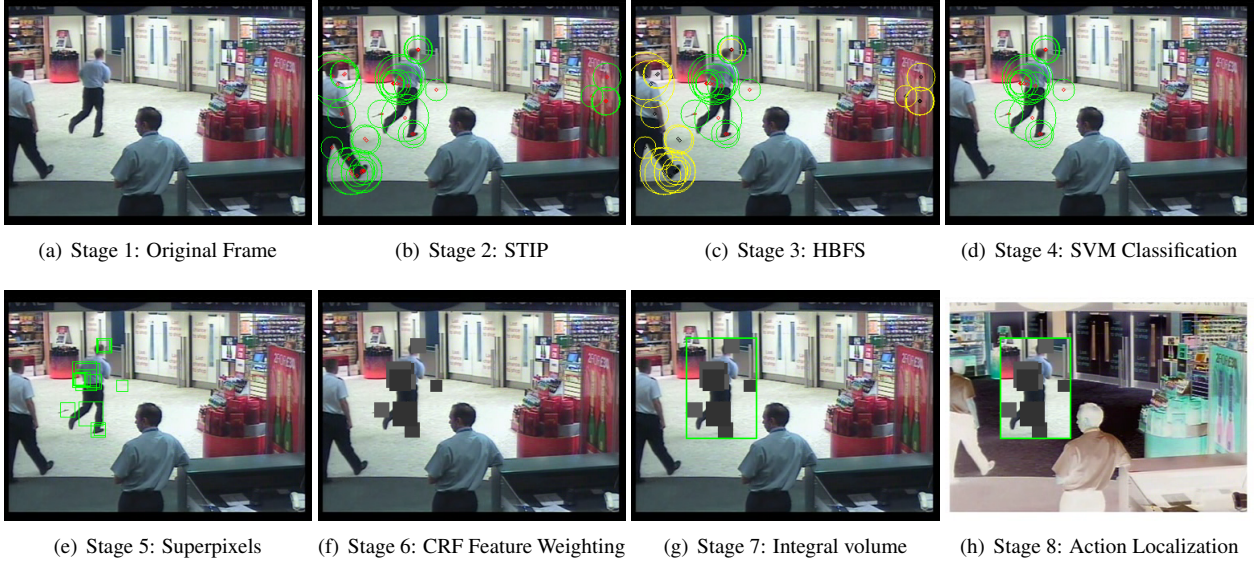 (a) Stage 1: Original Frame
(b) Stage 2: STIP
(c) Stage 3: HBFS
(d) Stage 4: SVM Classification
(e) Stage 5: Superpixels
(f) Stage 6: CRF Feature Weighting
(g) Stage 7: Integral volume
(h) Stage 8: Action Localization